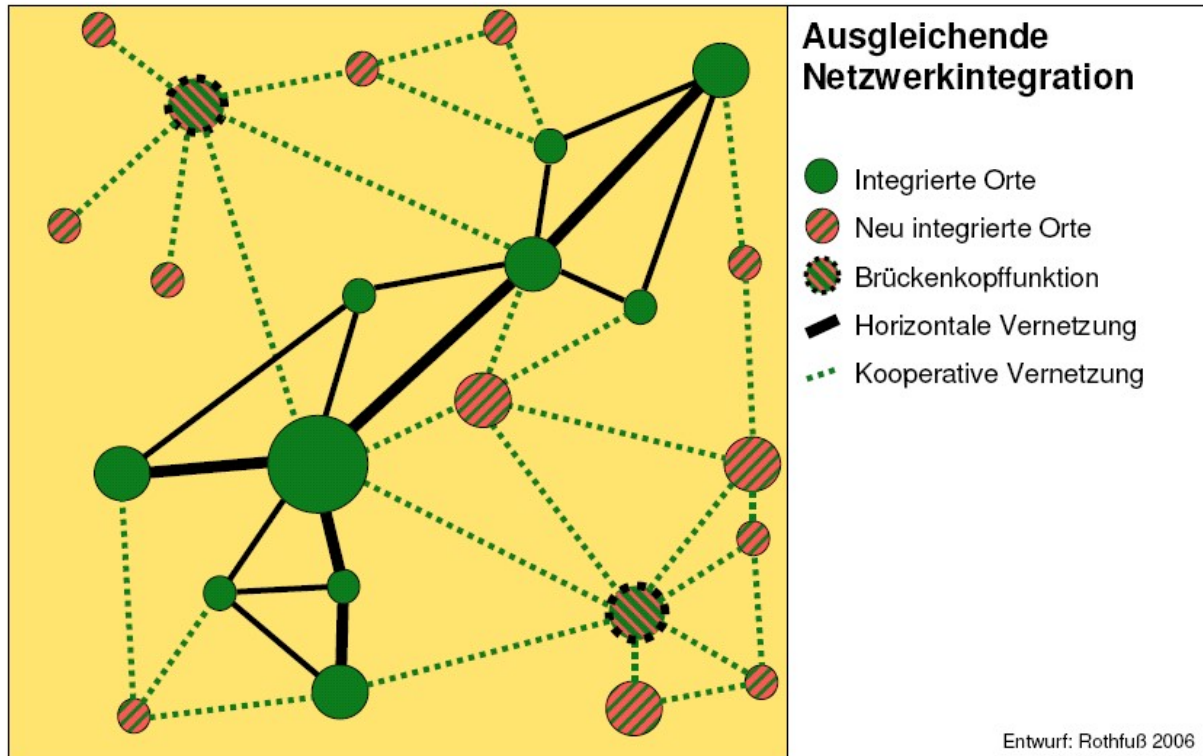 Ausgleichende
Netzwerkintegration
Integrierte Orte
Neu integrierte Orte
Brückenkopffunktion
Horizontale Vernetzung
Kooperative Vernetzung
Entwurf: Rothfuß 2006